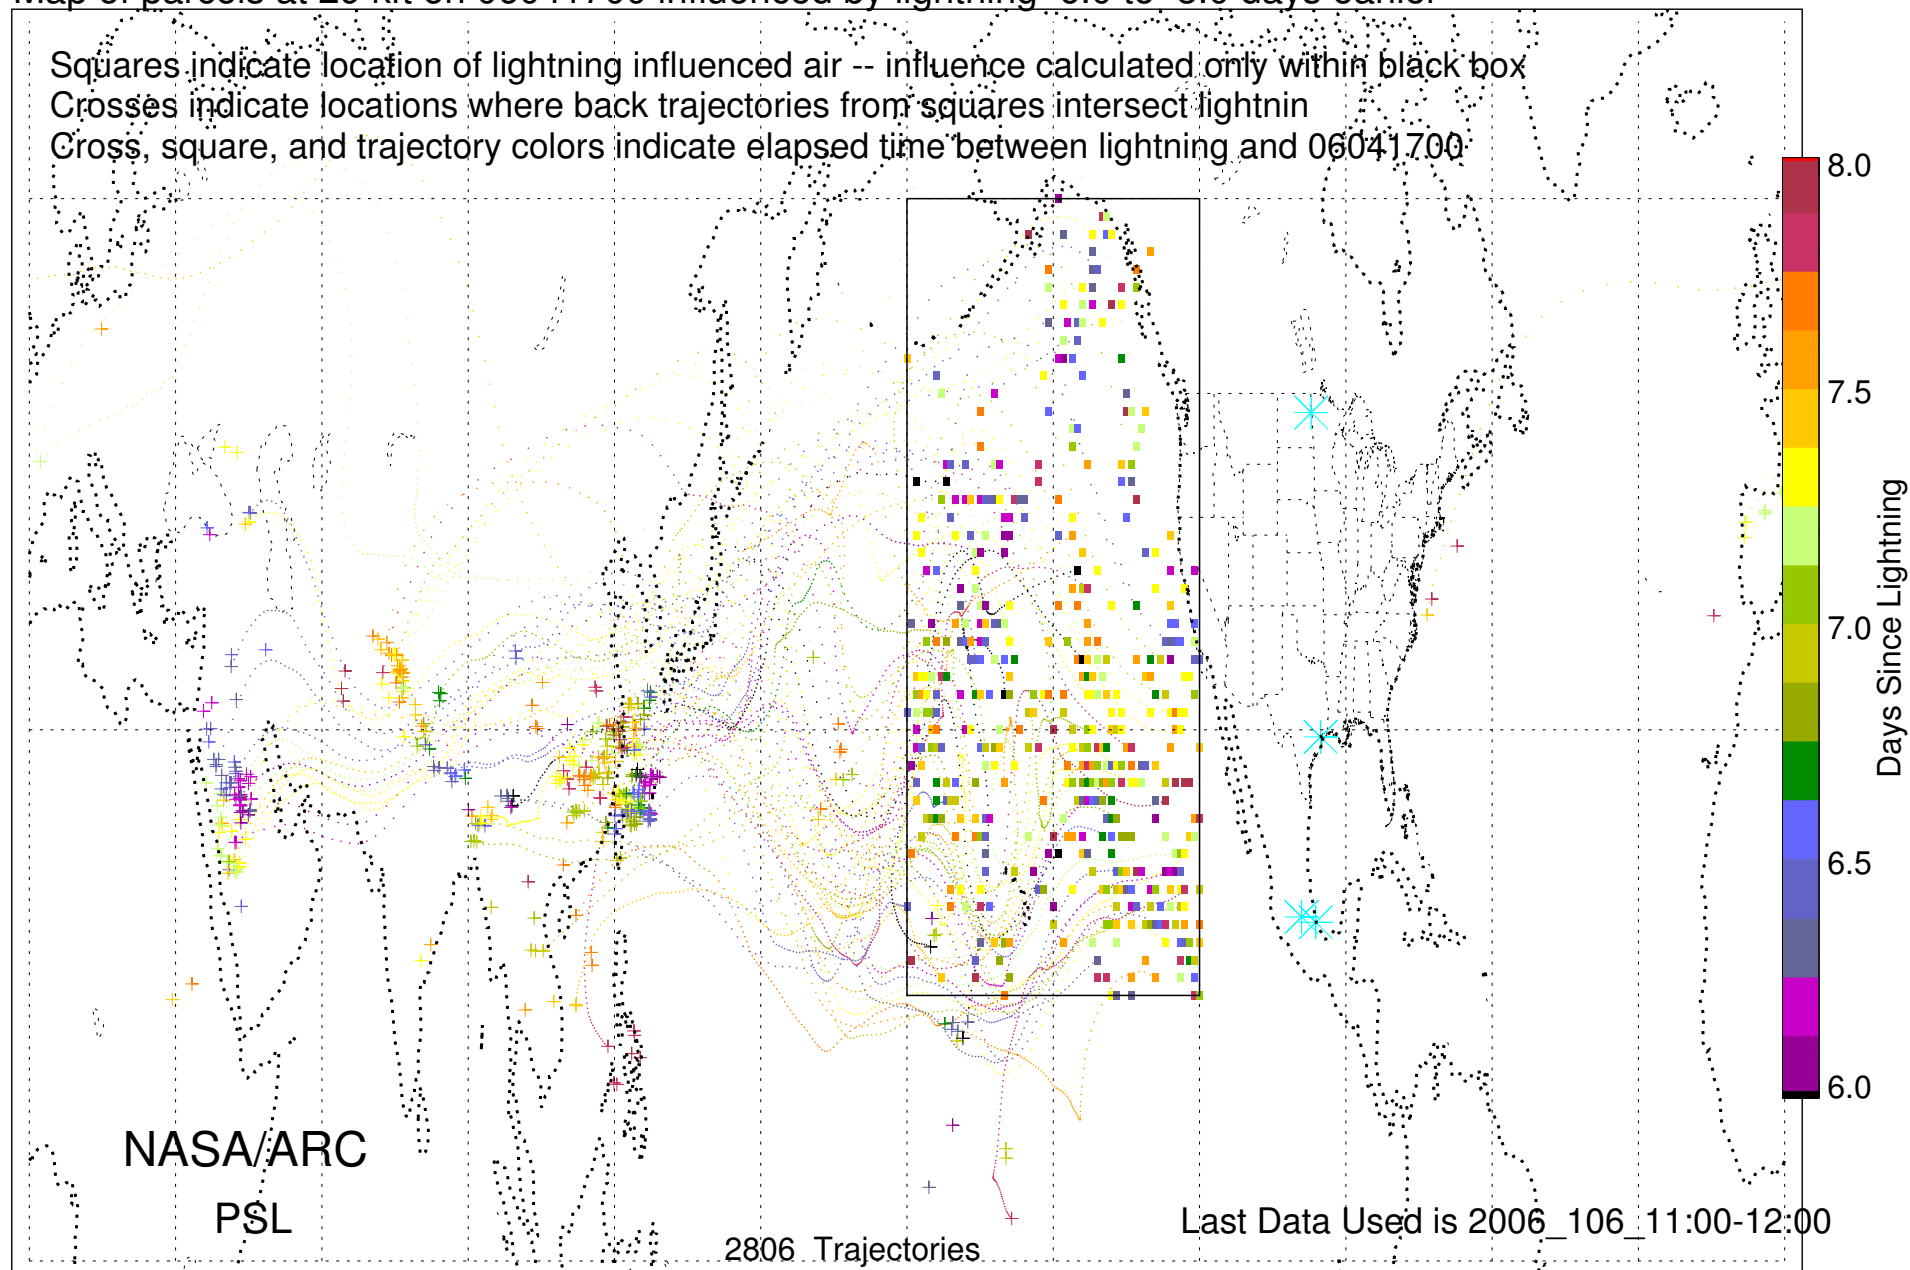 Squares indicate location of lightning influenced air -- influence calculated only within black box
Crosses indicate locations where back trajectories from squares intersect lightnin
Cross, square, and trajectory colors indicate elapsed time between lightning and 06041700
8.0
7.5
7.0
6.5
6.0
Days Since Lightning
NASA/ARC
PSL
Last Data Used is 2006_106_11:00-12:00
2806 Trajectories